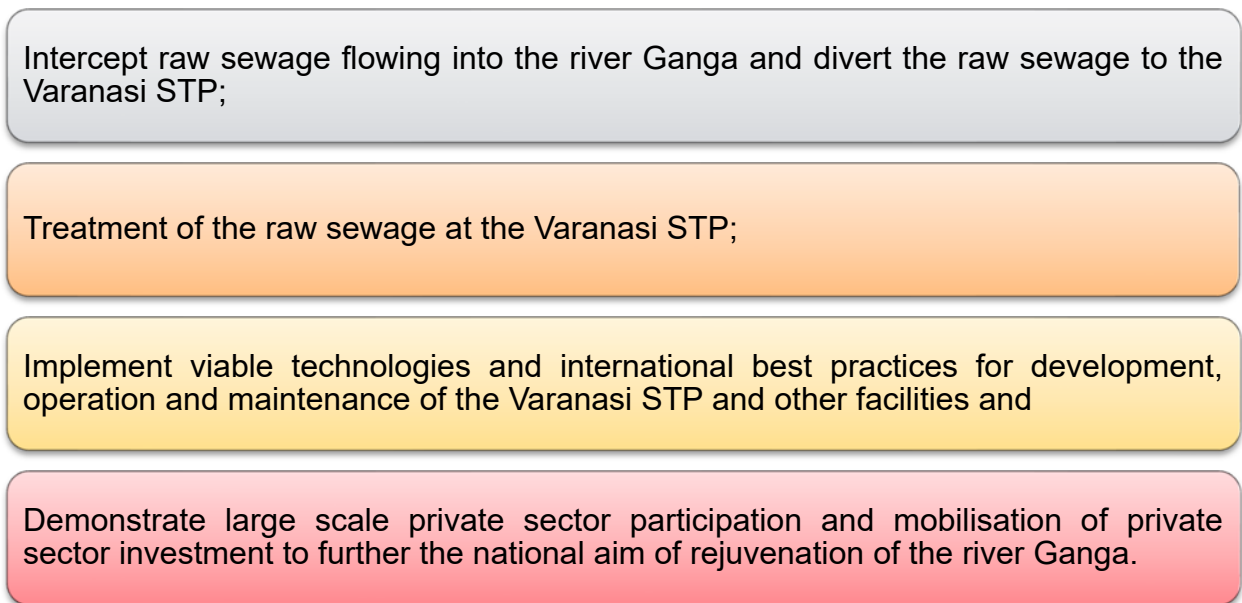 Intercept raw sewage flowing into the river Ganga and divert the raw sewage to the
Varanasi STP;
Treatment of the raw sewage at the Varanasi STP;
Implement viable technologies and international best practices for development,
operation and maintenance of the Varanasi STP and other facilities and
Demonstrate large scale private sector participation and mobilisation of private
sector investment to further the national aim of rejuvenation of the river Ganga.